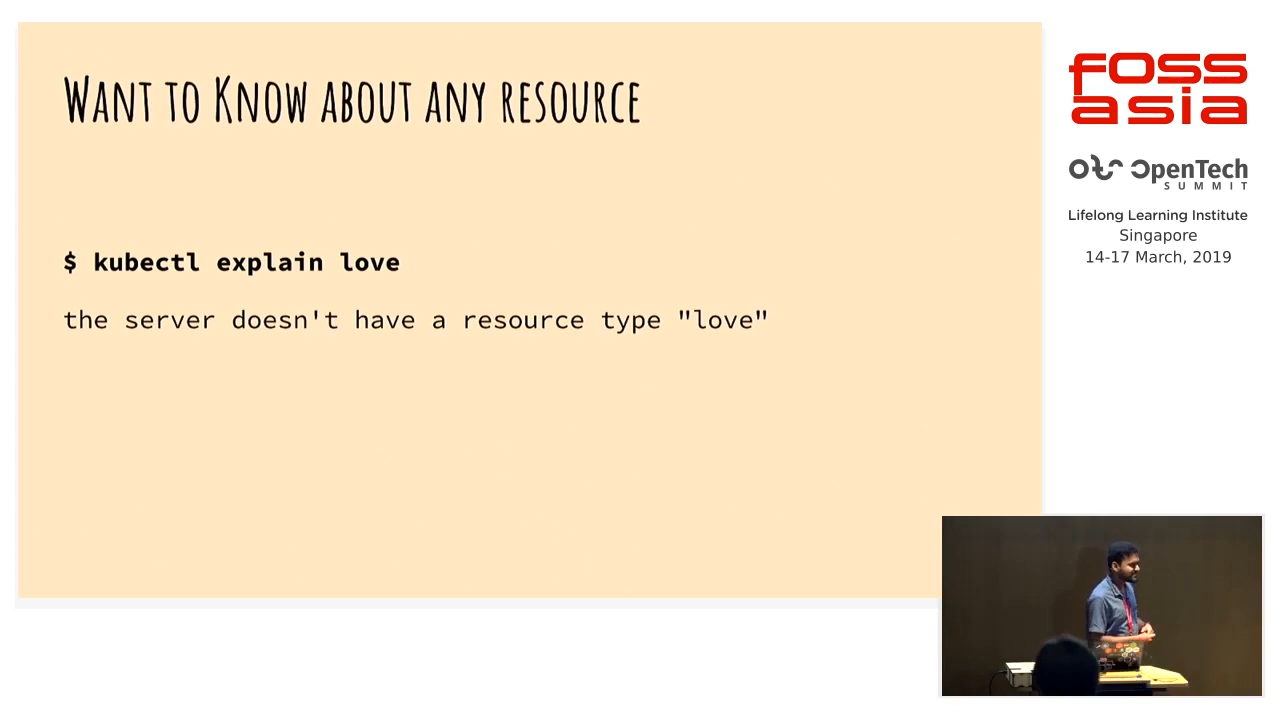 WANT TO KNOW ABOUT ANY RESOURCE
$ kubectl explain love
the server doesn't have a resource type "love"
FOSS
ASIA
OpenTech
SUMMIT
Lifelong Learning Institute
Singapore
14-17 March, 2019